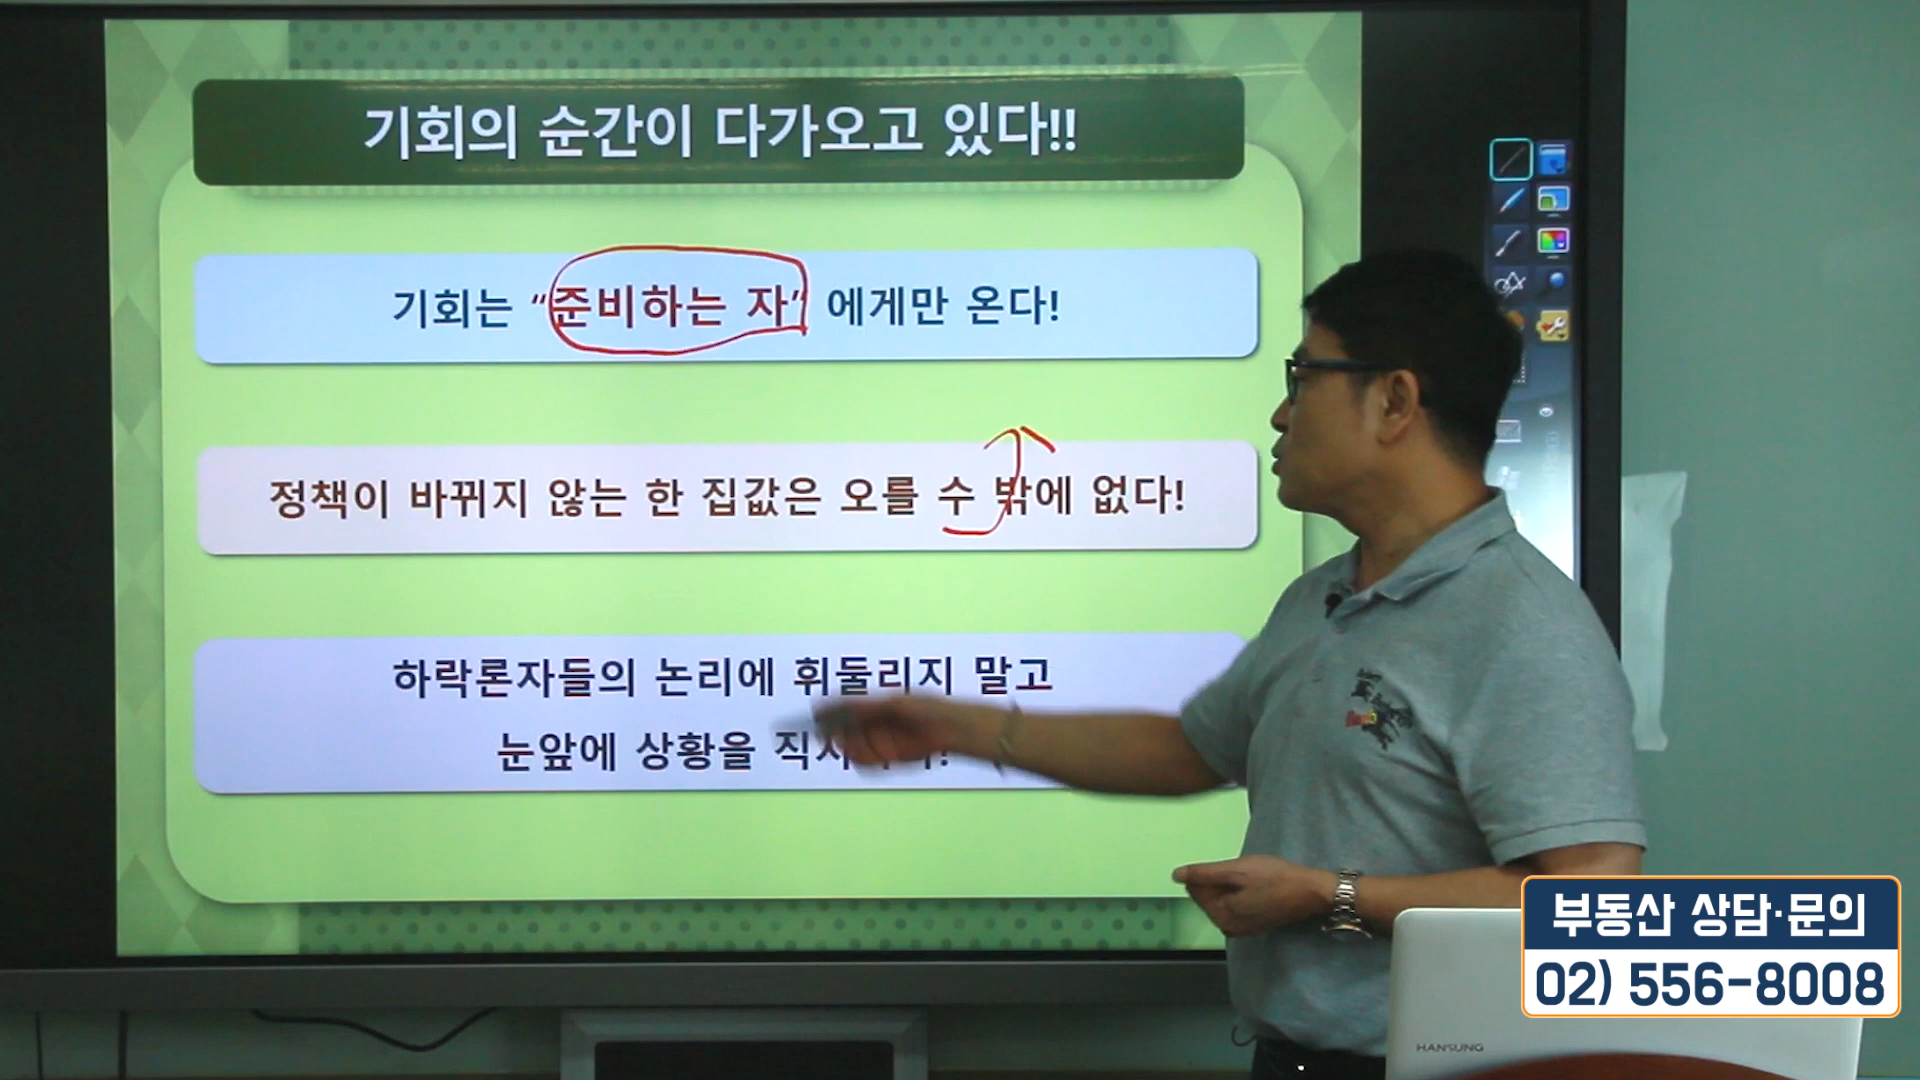 기회의 순간이 다가오고 있다!!
기회는 “준비하는 자” 에게만 온다!
정책이 바뀌지 않는 한 집값은 오를 수 밖에 없다!
하락론자들의 논리에 휘둘리지 말고
눈앞에 상황을
부동산 상담·문의
02) 556-8008
HANSUNG